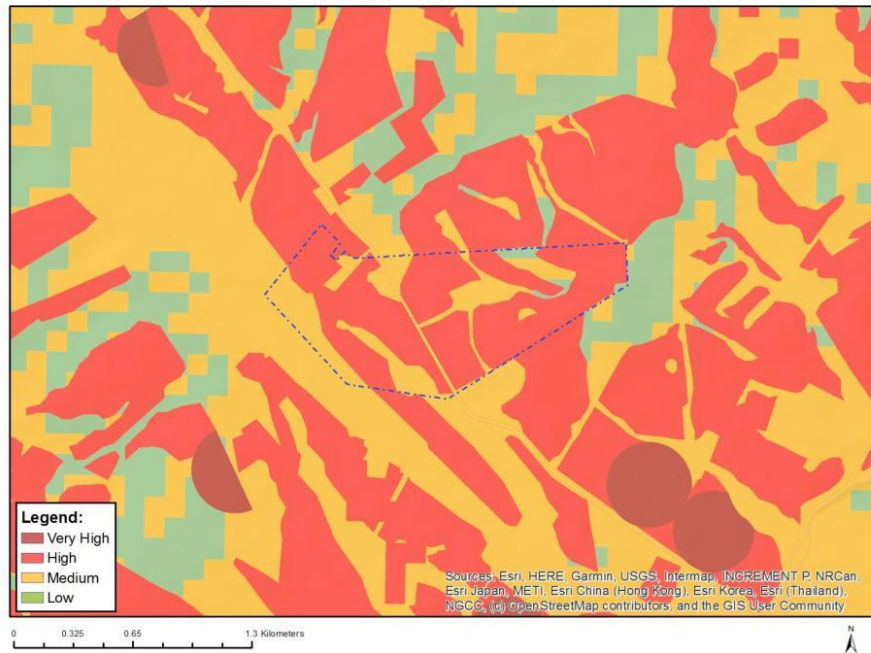 Legend:
Very High
High
Medium
Low
Sources: Esri, HERE, Garmin, USGS, Intermap, INCREMENT P, NRCan,
Esri Japan, METI, Esri China (Hong Kong), Esri Korea, Esri (Thailand),
NGCC, (c) OpenStreetMap contributors, and the GIS User Community
0 0.325 0.65 1.3 Kilometers
N